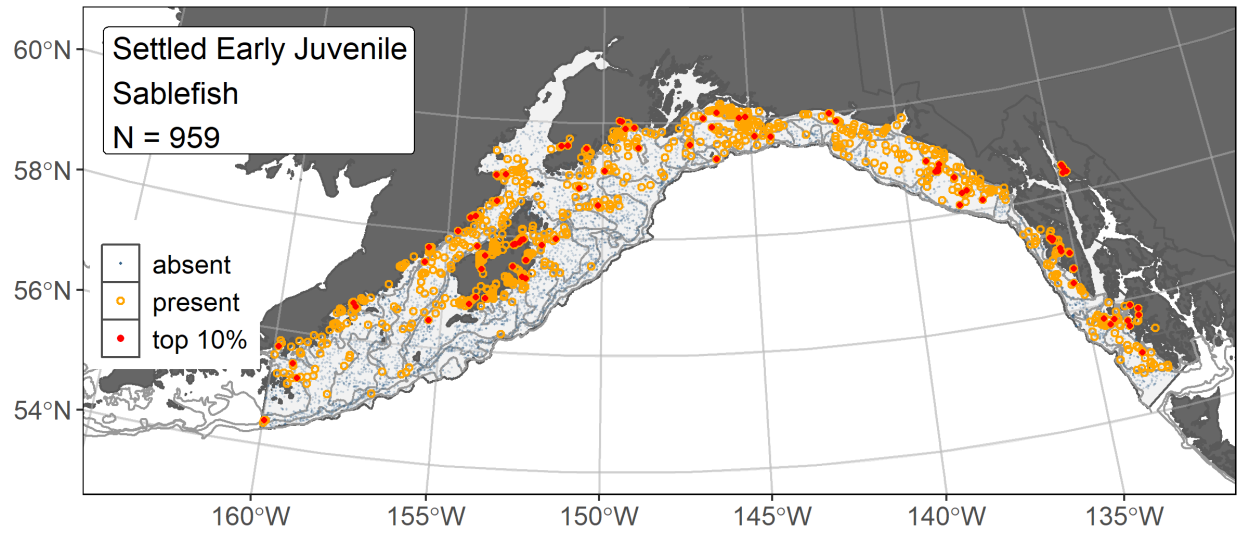 Settled Early Juvenile
Sablefish
N = 959
60°N
58°N
56°N
54°N
absent
present
top 10%
160°W 155°W 150°W 145°W 140°W 135°W